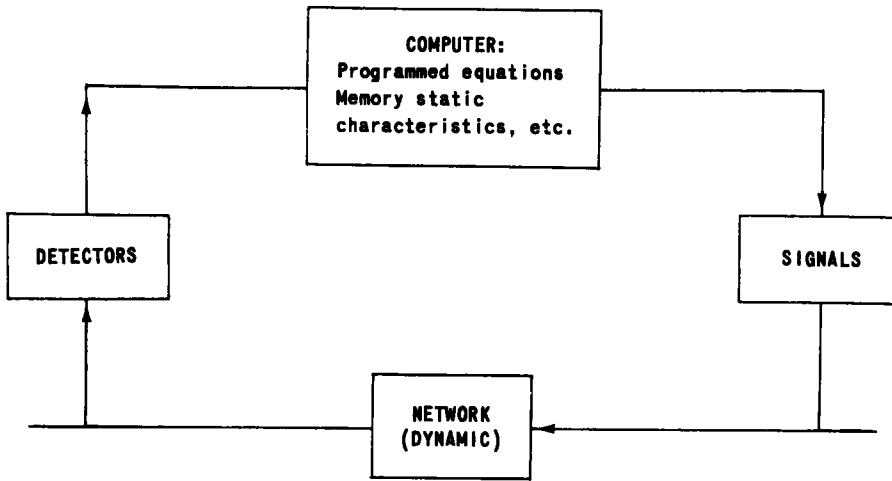 COMPUTER:
Programmed equations
Memory static
characteristics, etc.
DETECTORS
SIGNALS
NETWORK
(DYNAMIC)